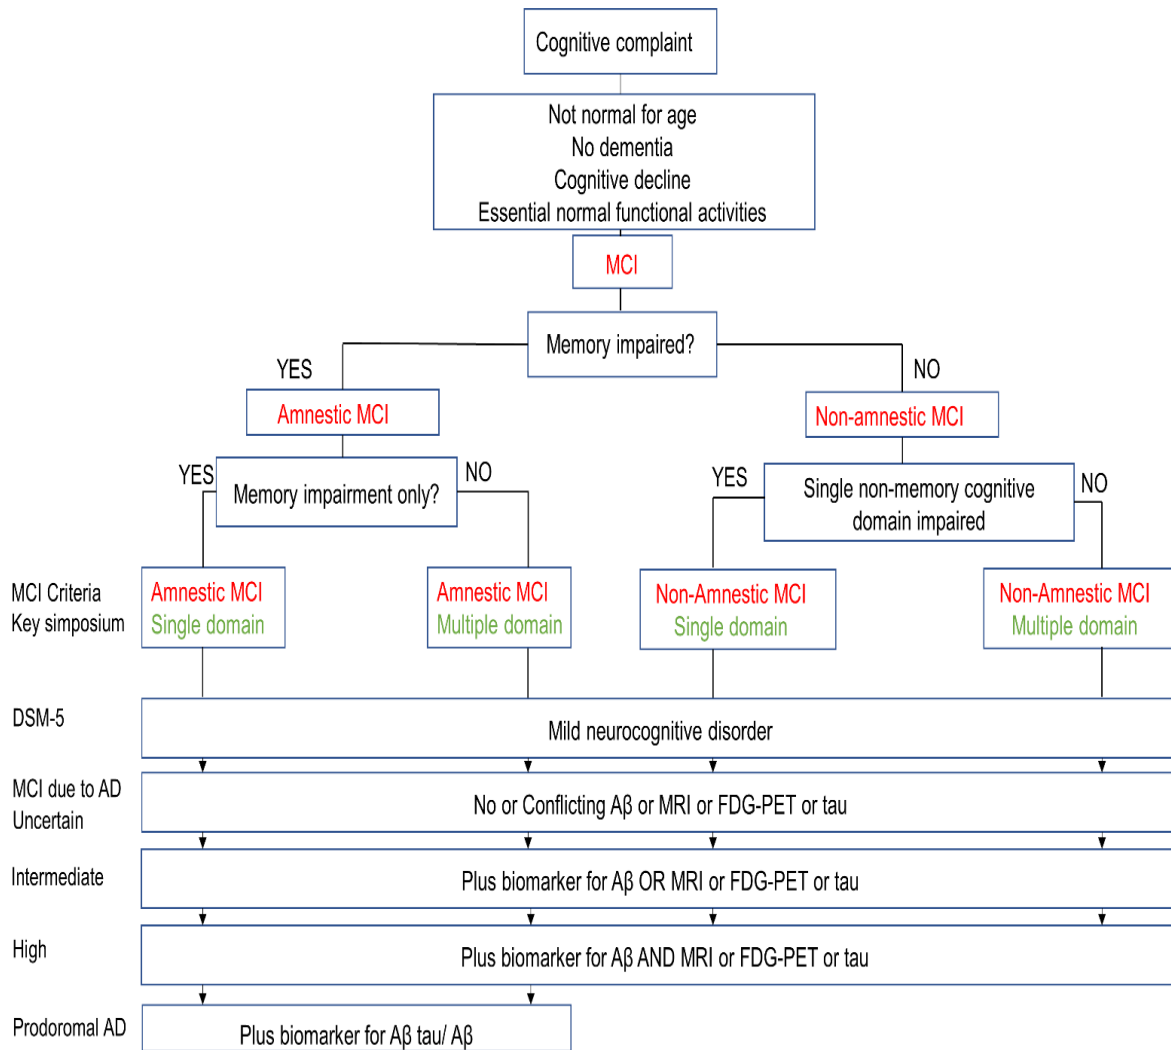 Cognitive complaint
Not normal for age
No dementia
Cognitive decline
Essential normal functional activities
MCI
Memory impaired?
YES
NO
Amnestic MCI
Non-amnestic MCI
YES
Memory impairment only?
NO
YES
Single non-memory cognitive
domain impaired
NO
MCI Criteria
Key simposium
Amnestic MCI
Single domain
Amnestic MCI
Multiple domain
Non-Amnestic MCI
Single domain
Non-Amnestic MCI
Multiple domain
DSM-5
Mild neurocognitive disorder
MCI due to AD
Uncertain
No or Conflicting Aβ or MRI or FDG-PET or tau
Intermediate
Plus biomarker for Aβ OR MRI or FDG-PET or tau
High
Plus biomarker for Aβ AND MRI or FDG-PET or tau
Prodoromal AD
Plus biomarker for Aβ tau/ Aβ